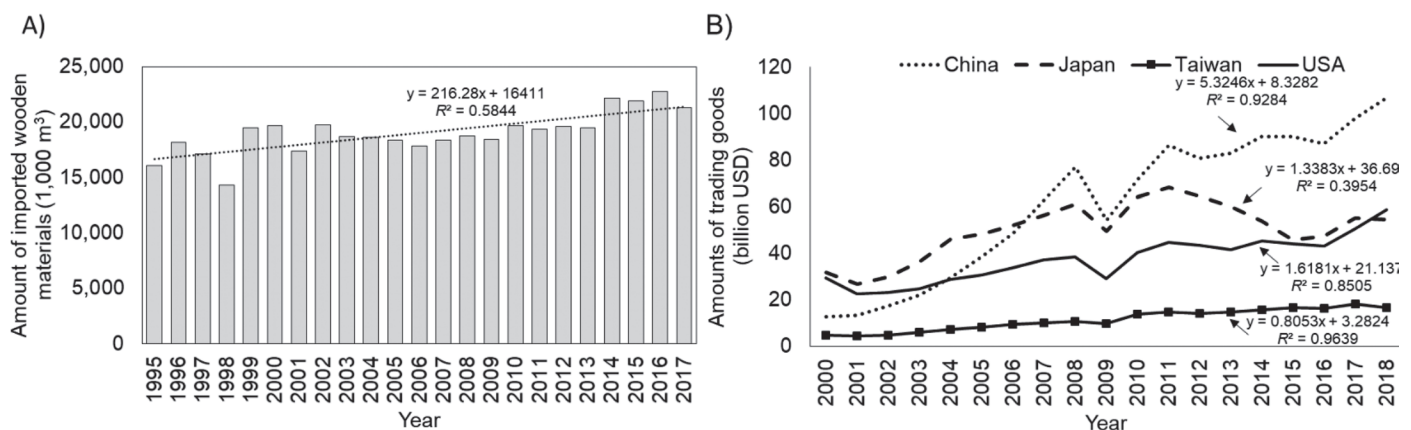 A)
Amount of imported wooden
materials (1,000 m³)
25,000
20,000
15,000
10,000
5,000
0
y = 216.28x + 16411
R² = 0.5844
1995
1996
1997
1998
1999
2000
2001
2002
2003
2004
2005
2006
2007
2008
2009
2010
2011
2012
2013
2014
2015
2016
2017
Year
B)
Amounts of trading goods
(billion USD)
China
Japan
Taiwan
USA
120
100
80
60
40
20
0
y = 5.3246x + 8.3282
R² = 0.9284
y = 1.3383x + 36.69
R² = 0.3954
y = 1.6181x + 21.137
R² = 0.8505
y = 0.8053x + 3.2824
R² = 0.9639
2000
2001
2002
2003
2004
2005
2006
2007
2008
2009
2010
2011
2012
2013
2014
2015
2016
2017
2018
Year